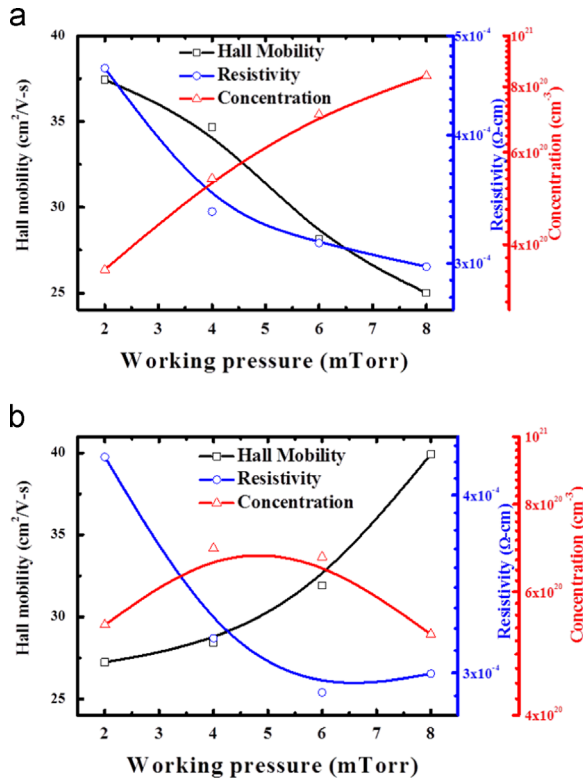 a
40
35
30
25
Hall mobility (cm²/V-s)
Hall Mobility
Resistivity
Concentration
2 3 4 5 6 7 8
Working pressure (mTorr)
5x10⁻⁴
4x10⁻⁴
3x10⁻⁴
Resistivity (Ω-cm)
10²¹
8x10²⁰
6x10²⁰
4x10²⁰
Concentration (cm⁻³)
b
40
35
30
25
Hall mobility (cm²/V-s)
Hall Mobility
Resistivity
Concentration
2 3 4 5 6 7 8
Working pressure (mTorr)
4x10⁻⁴
3x10⁻⁴
Resistivity (Ω-cm)
10²¹
8x10²⁰
6x10²⁰
4x10²⁰
Concentration (cm⁻³)